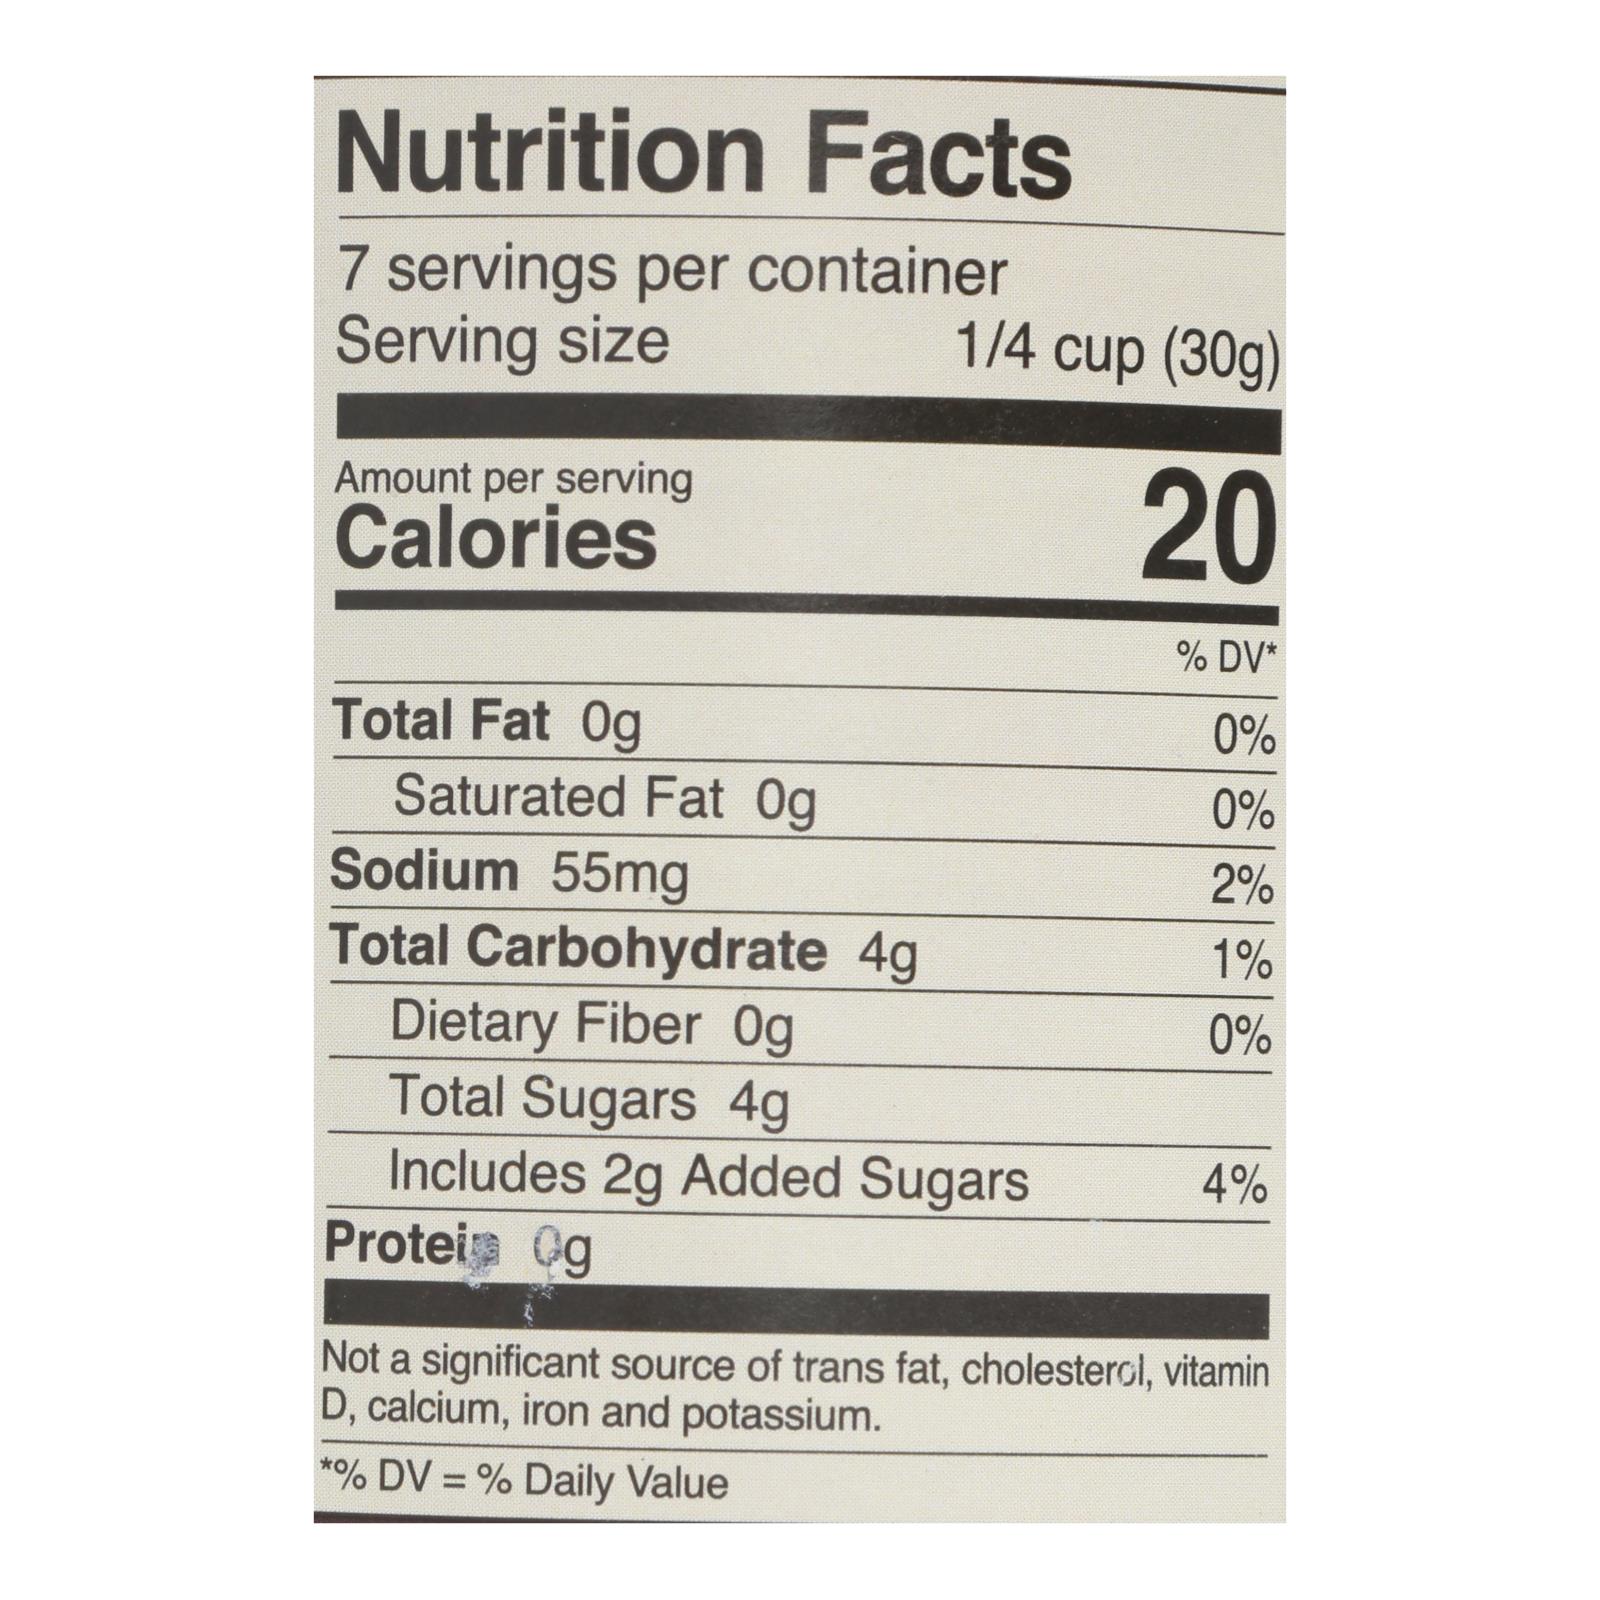 Nutrition Facts
7 servings per container
Serving size 1/4 cup (30g)
Amount per serving
Calories 20
% DV*
Total Fat 0g 0%
Saturated Fat 0g 0%
Sodium 55mg 2%
Total Carbohydrate 4g 1%
Dietary Fiber 0g 0%
Total Sugars 4g
Includes 2g Added Sugars 4%
Protein 0g
Not a significant source of trans fat, cholesterol, vitamin
D, calcium, iron and potassium.
*% DV = % Daily Value